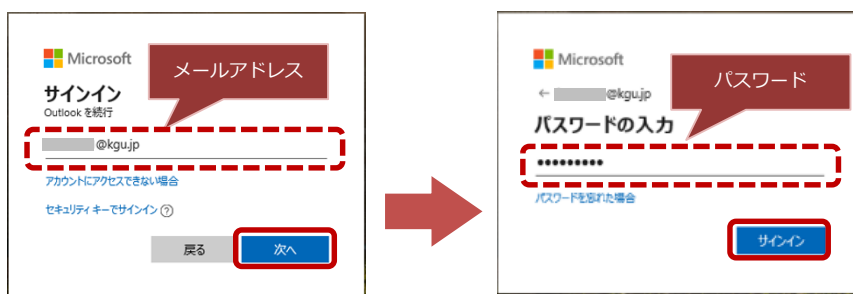 Microsoft
メールアドレス
サインイン
Outlook を続行
@kgu.jp
アカウントにアクセスできない場合
セキュリティ キーでサインイン ?
戻る
次へ
Microsoft
パスワード
← @kgu.jp
パスワードの入力
•••••••••
パスワードを忘れた場合
サインイン